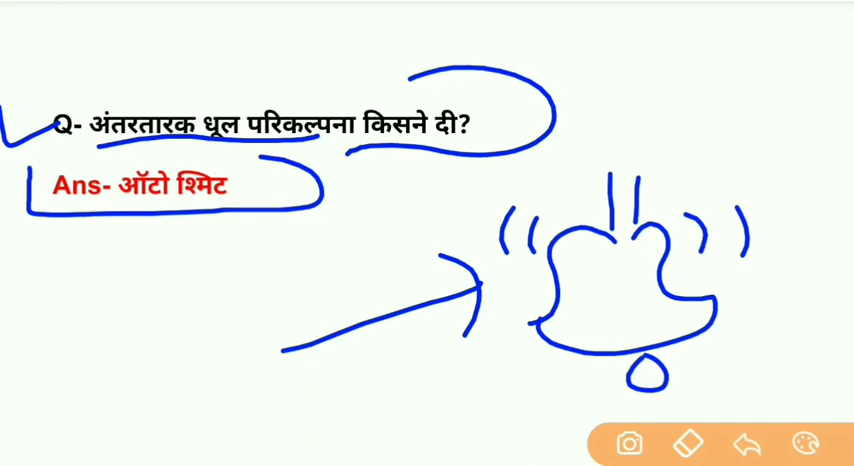 Q- अंतरतारक धूल परिकल्पना किसने दी?
Ans- ऑटो श्मिट